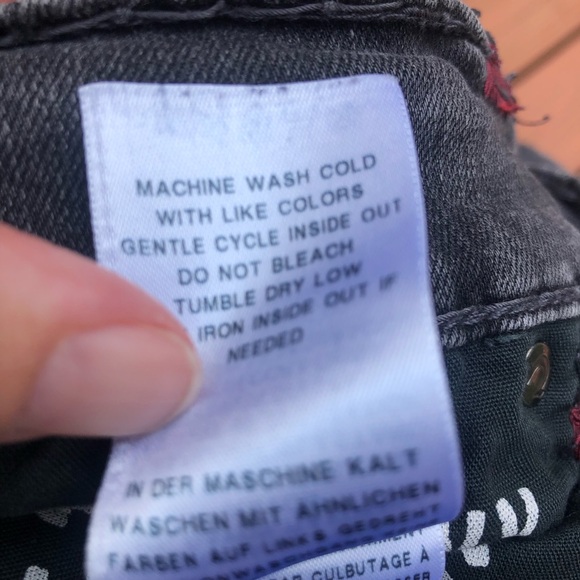 MACHINE WASH COLD
WITH LIKE COLORS
GENTLE CYCLE INSIDE OUT
DO NOT BLEACH
TUMBLE DRY LOW
IRON INSIDE OUT IF
NEEDED
IN DER MASCHINE KALT
WASCHEN MIT ÄHNLICHEN
FARBEN AUF LINKS GEDREHT
CULBUTAGE À